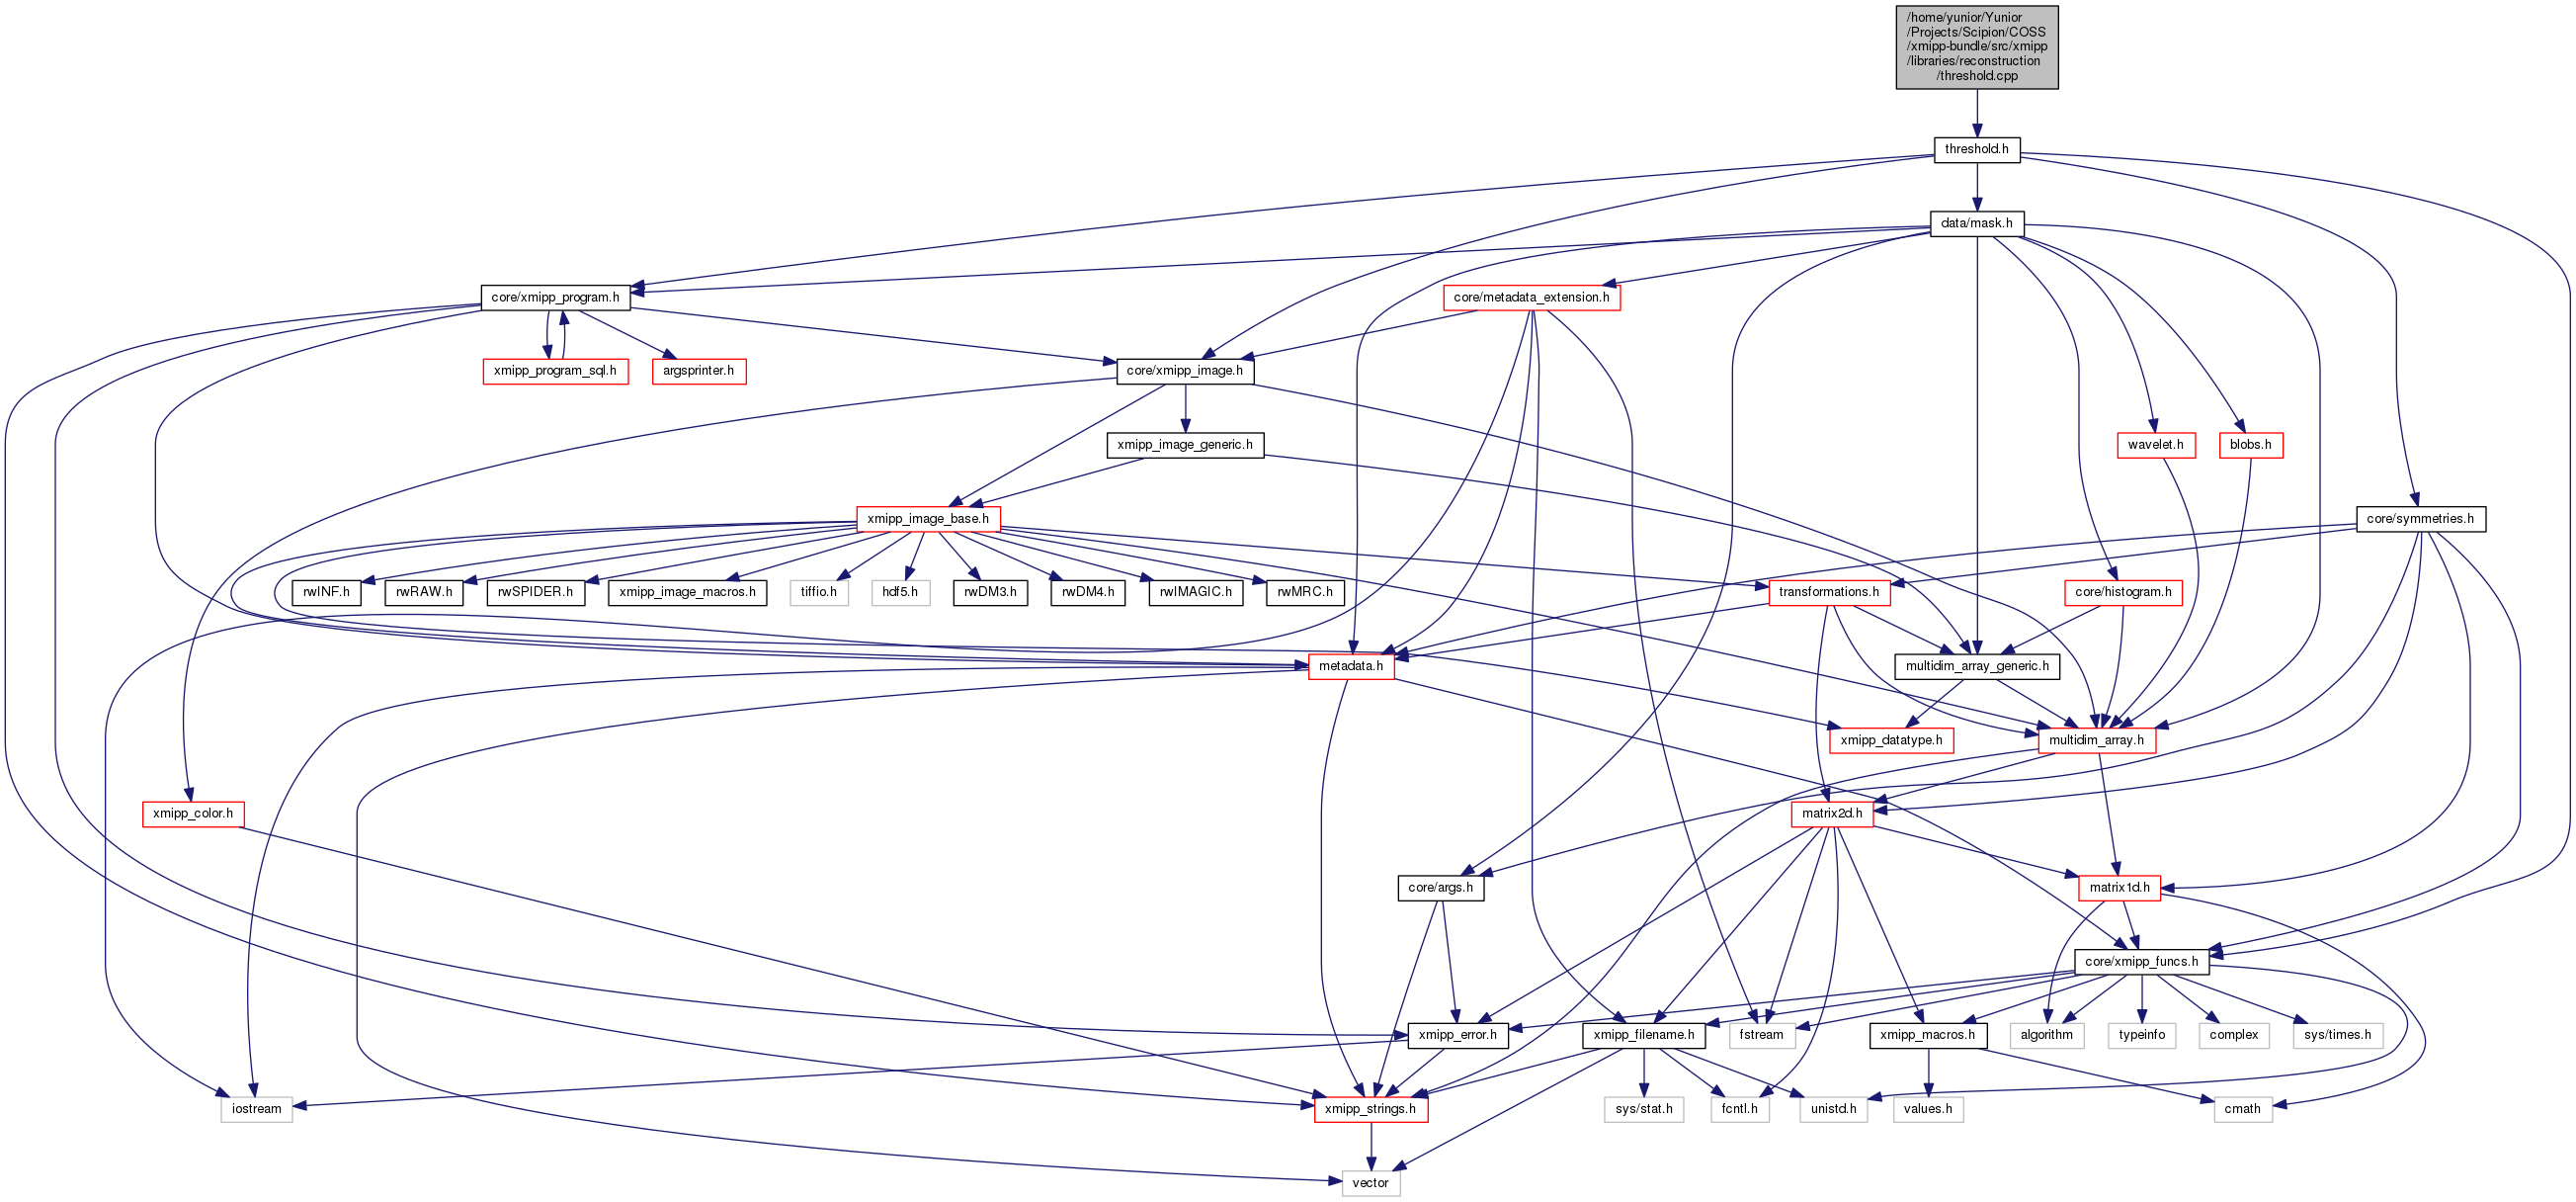 /home/yunior/Yunior
/Projects/Scipion/COSS
/xmipp-bundle/src/xmipp
/libraries/reconstruction
/threshold.cpp
threshold.h
data/mask.h
core/xmipp_program.h
core/metadata_extension.h
xmipp_program_sql.h
argsprinter.h
core/xmipp_image.h
xmipp_image_generic.h
wavelet.h
blobs.h
xmipp_image_base.h
core/symmetries.h
rwINF.h
rwRAW.h
rwSPIDER.h
xmipp_image_macros.h
tiffio.h
hdf5.h
rwDM3.h
rwDM4.h
rwIMAGIC.h
rwMRC.h
transformations.h
core/histogram.h
metadata.h
multidim_array_generic.h
xmipp_datatype.h
multidim_array.h
xmipp_color.h
matrix2d.h
core/args.h
matrix1d.h
core/xmipp_funcs.h
xmipp_error.h
xmipp_filename.h
fstream
xmipp_macros.h
algorithm
typeinfo
complex
sys/times.h
iostream
xmipp_strings.h
sys/stat.h
fcntl.h
unistd.h
values.h
cmath
vector